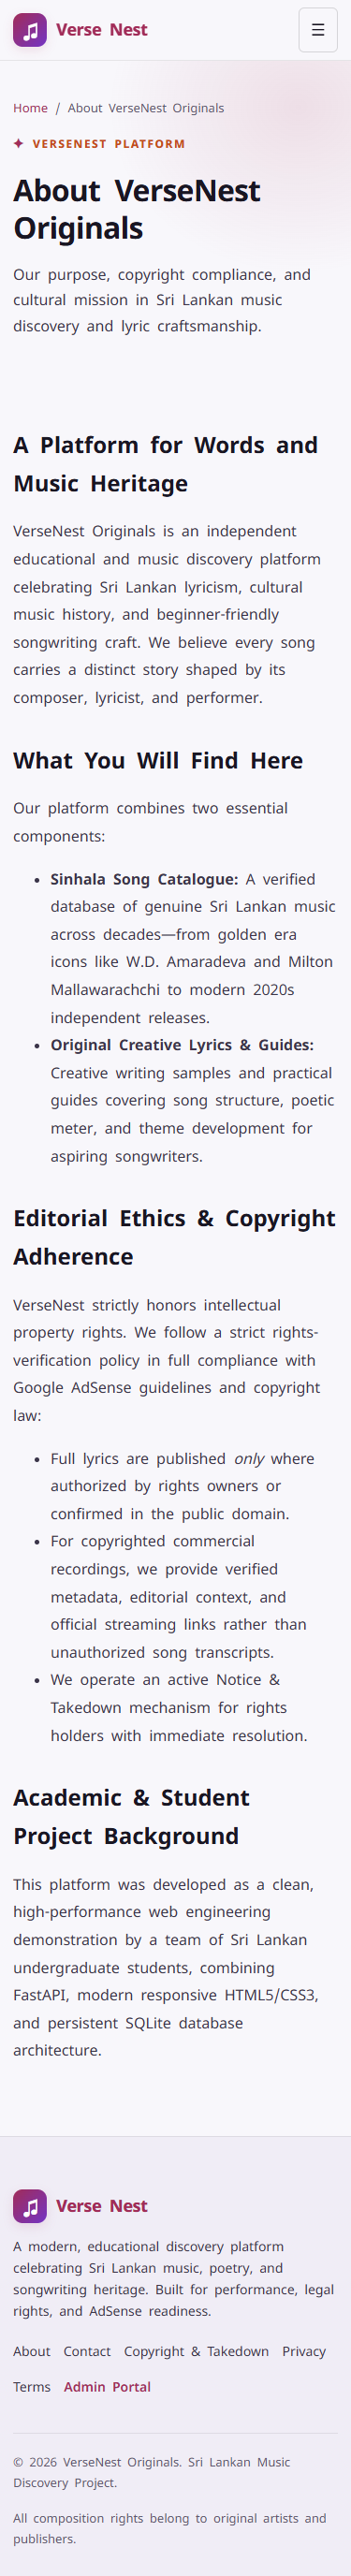 Verse Nest
☰
Home / About VerseNest Originals
✦ VERSENEST PLATFORM
About VerseNest
Originals
Our purpose, copyright compliance, and
cultural mission in Sri Lankan music
discovery and lyric craftsmanship.
A Platform for Words and
Music Heritage
VerseNest Originals is an independent
educational and music discovery platform
celebrating Sri Lankan lyricism, cultural
music history, and beginner-friendly
songwriting craft. We believe every song
carries a distinct story shaped by its
composer, lyricist, and performer.
What You Will Find Here
Our platform combines two essential
components:
• Sinhala Song Catalogue: A verified
database of genuine Sri Lankan music
across decades—from golden era
icons like W.D. Amaradeva and Milton
Mallawarachchi to modern 2020s
independent releases.
• Original Creative Lyrics & Guides:
Creative writing samples and practical
guides covering song structure, poetic
meter, and theme development for
aspiring songwriters.
Editorial Ethics & Copyright
Adherence
VerseNest strictly honors intellectual
property rights. We follow a strict rights-
verification policy in full compliance with
Google AdSense guidelines and copyright
law:
• Full lyrics are published only where
authorized by rights owners or
confirmed in the public domain.
• For copyrighted commercial
recordings, we provide verified
metadata, editorial context, and
official streaming links rather than
unauthorized song transcripts.
• We operate an active Notice &
Takedown mechanism for rights
holders with immediate resolution.
Academic & Student
Project Background
This platform was developed as a clean,
high-performance web engineering
demonstration by a team of Sri Lankan
undergraduate students, combining
FastAPI, modern responsive HTML5/CSS3,
and persistent SQLite database
architecture.
Verse Nest
A modern, educational discovery platform
celebrating Sri Lankan music, poetry, and
songwriting heritage. Built for performance, legal
rights, and AdSense readiness.
About Contact Copyright & Takedown Privacy
Terms Admin Portal
© 2026 VerseNest Originals. Sri Lankan Music
Discovery Project.
All composition rights belong to original artists and
publishers.